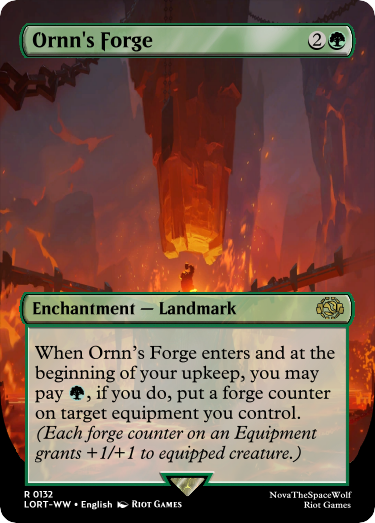 Ornn's Forge 2
Enchantment — Landmark
When Ornn's Forge enters and at the
beginning of your upkeep, you may
pay , if you do, put a forge counter
on target equipment you control.
(Each forge counter on an Equipment
grants +1/+1 to equipped creature.)
R 0132
LORT-WW • English RIOT GAMES
NovaTheSpaceWolf
Riot Games